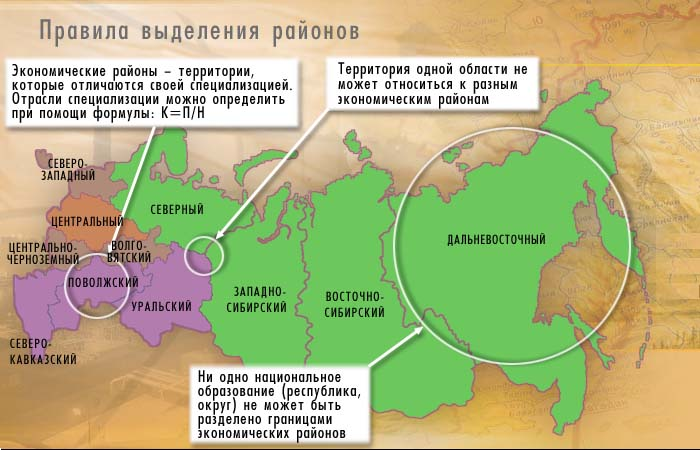 Правила выделения районов
Экономические районы – территории,
которые отличаются своей специализацией.
Отрасли специализации можно определить
при помощи формулы: К=П/Н
Территория одной области не
может относиться к разным
экономическим районам
СЕВЕРО-
ЗАПАДНЫЙ
СЕВЕРНЫЙ
ЦЕНТРАЛЬНЫЙ
ЦЕНТРАЛЬНО-
ЧЕРНОЗЕМНЫЙ
ВОЛГО-
ВЯТСКИЙ
ПОВОЛЖСКИЙ
УРАЛЬСКИЙ
СЕВЕРО-
КАВКАЗСКИЙ
ЗАПАДНО-
СИБИРСКИЙ
ВОСТОЧНО-
СИБИРСКИЙ
ДАЛЬНЕВОСТОЧНЫЙ
Ни одно национальное
образование (республика,
округ) не может быть
разделено границами
экономических районов